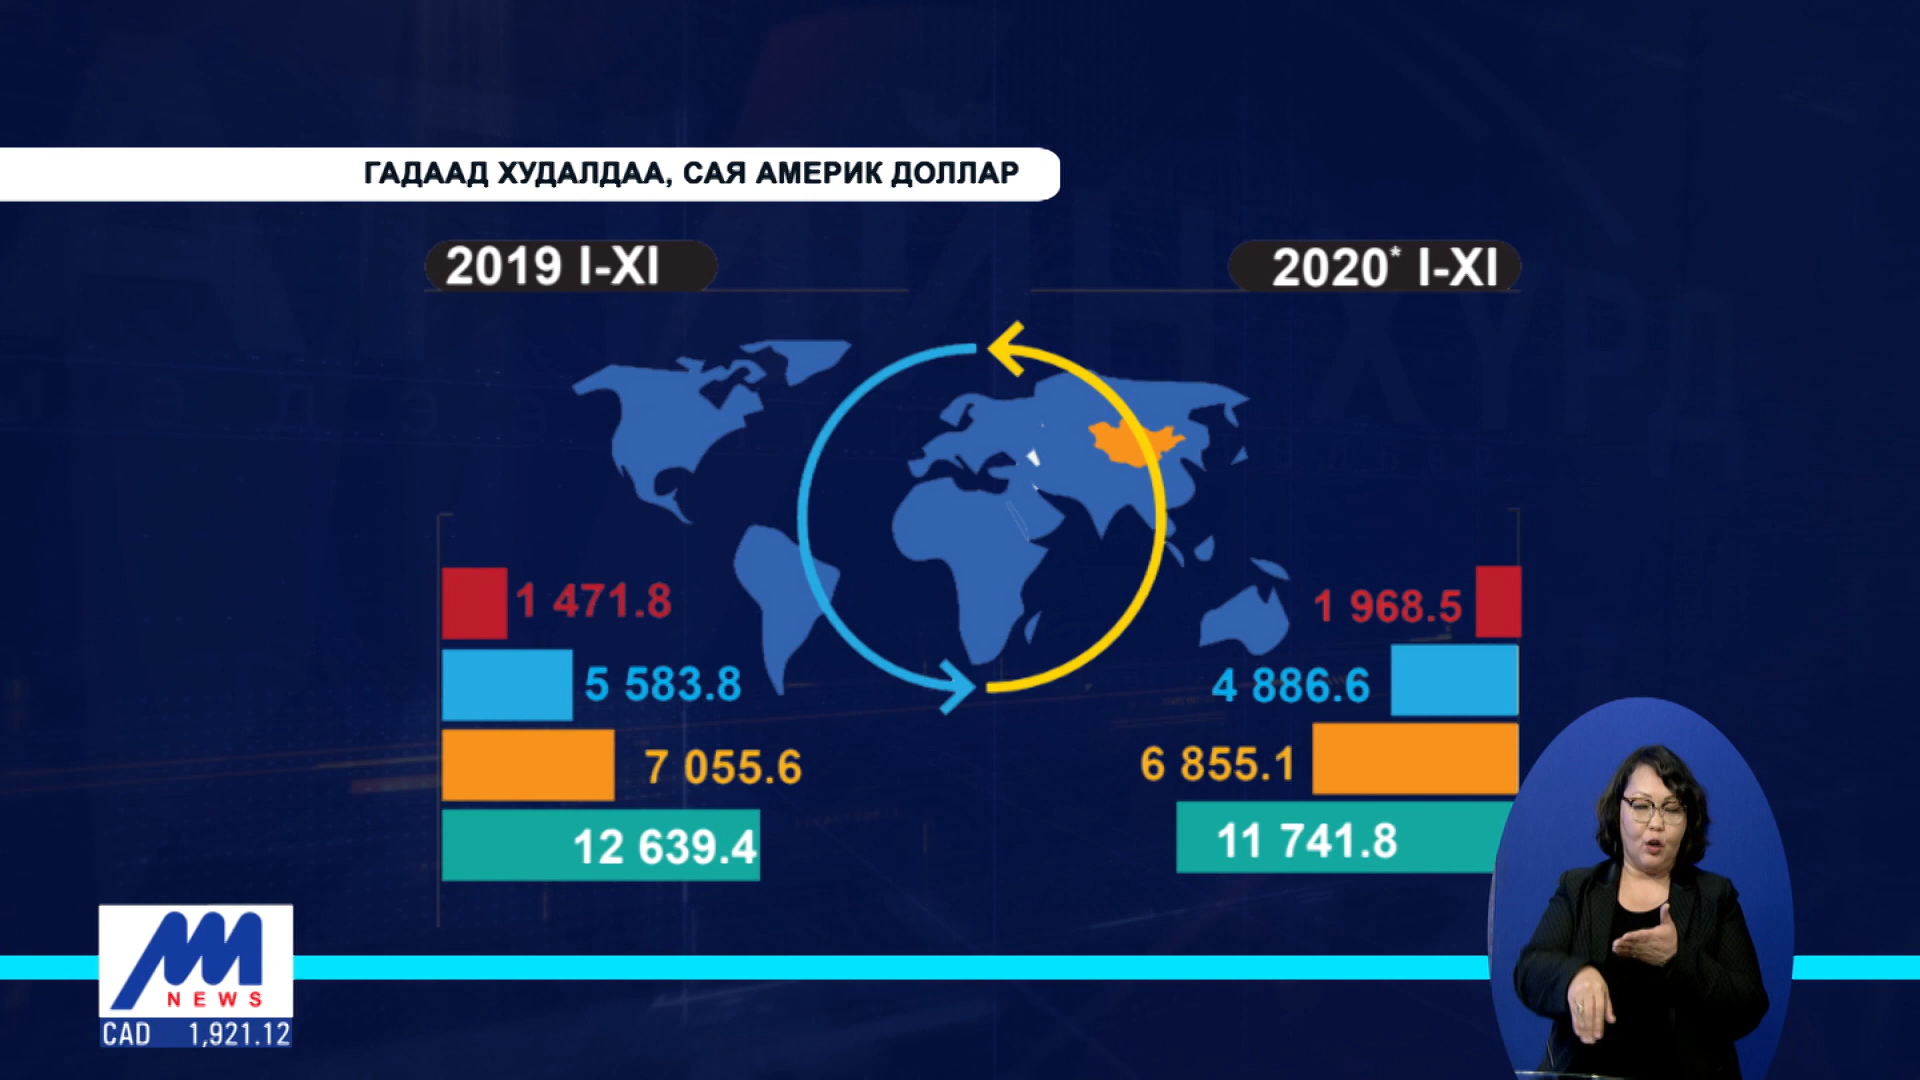 ГАДААД ХУДАЛДАА, САЯ АМЕРИК ДОЛЛАР
2019 I-XI
2020* I-XI
1 471.8
1 968.5
5 583.8
4 886.6
7 055.6
6 855.1
12 639.4
11 741.8
NEWS
CAD 1,921.12